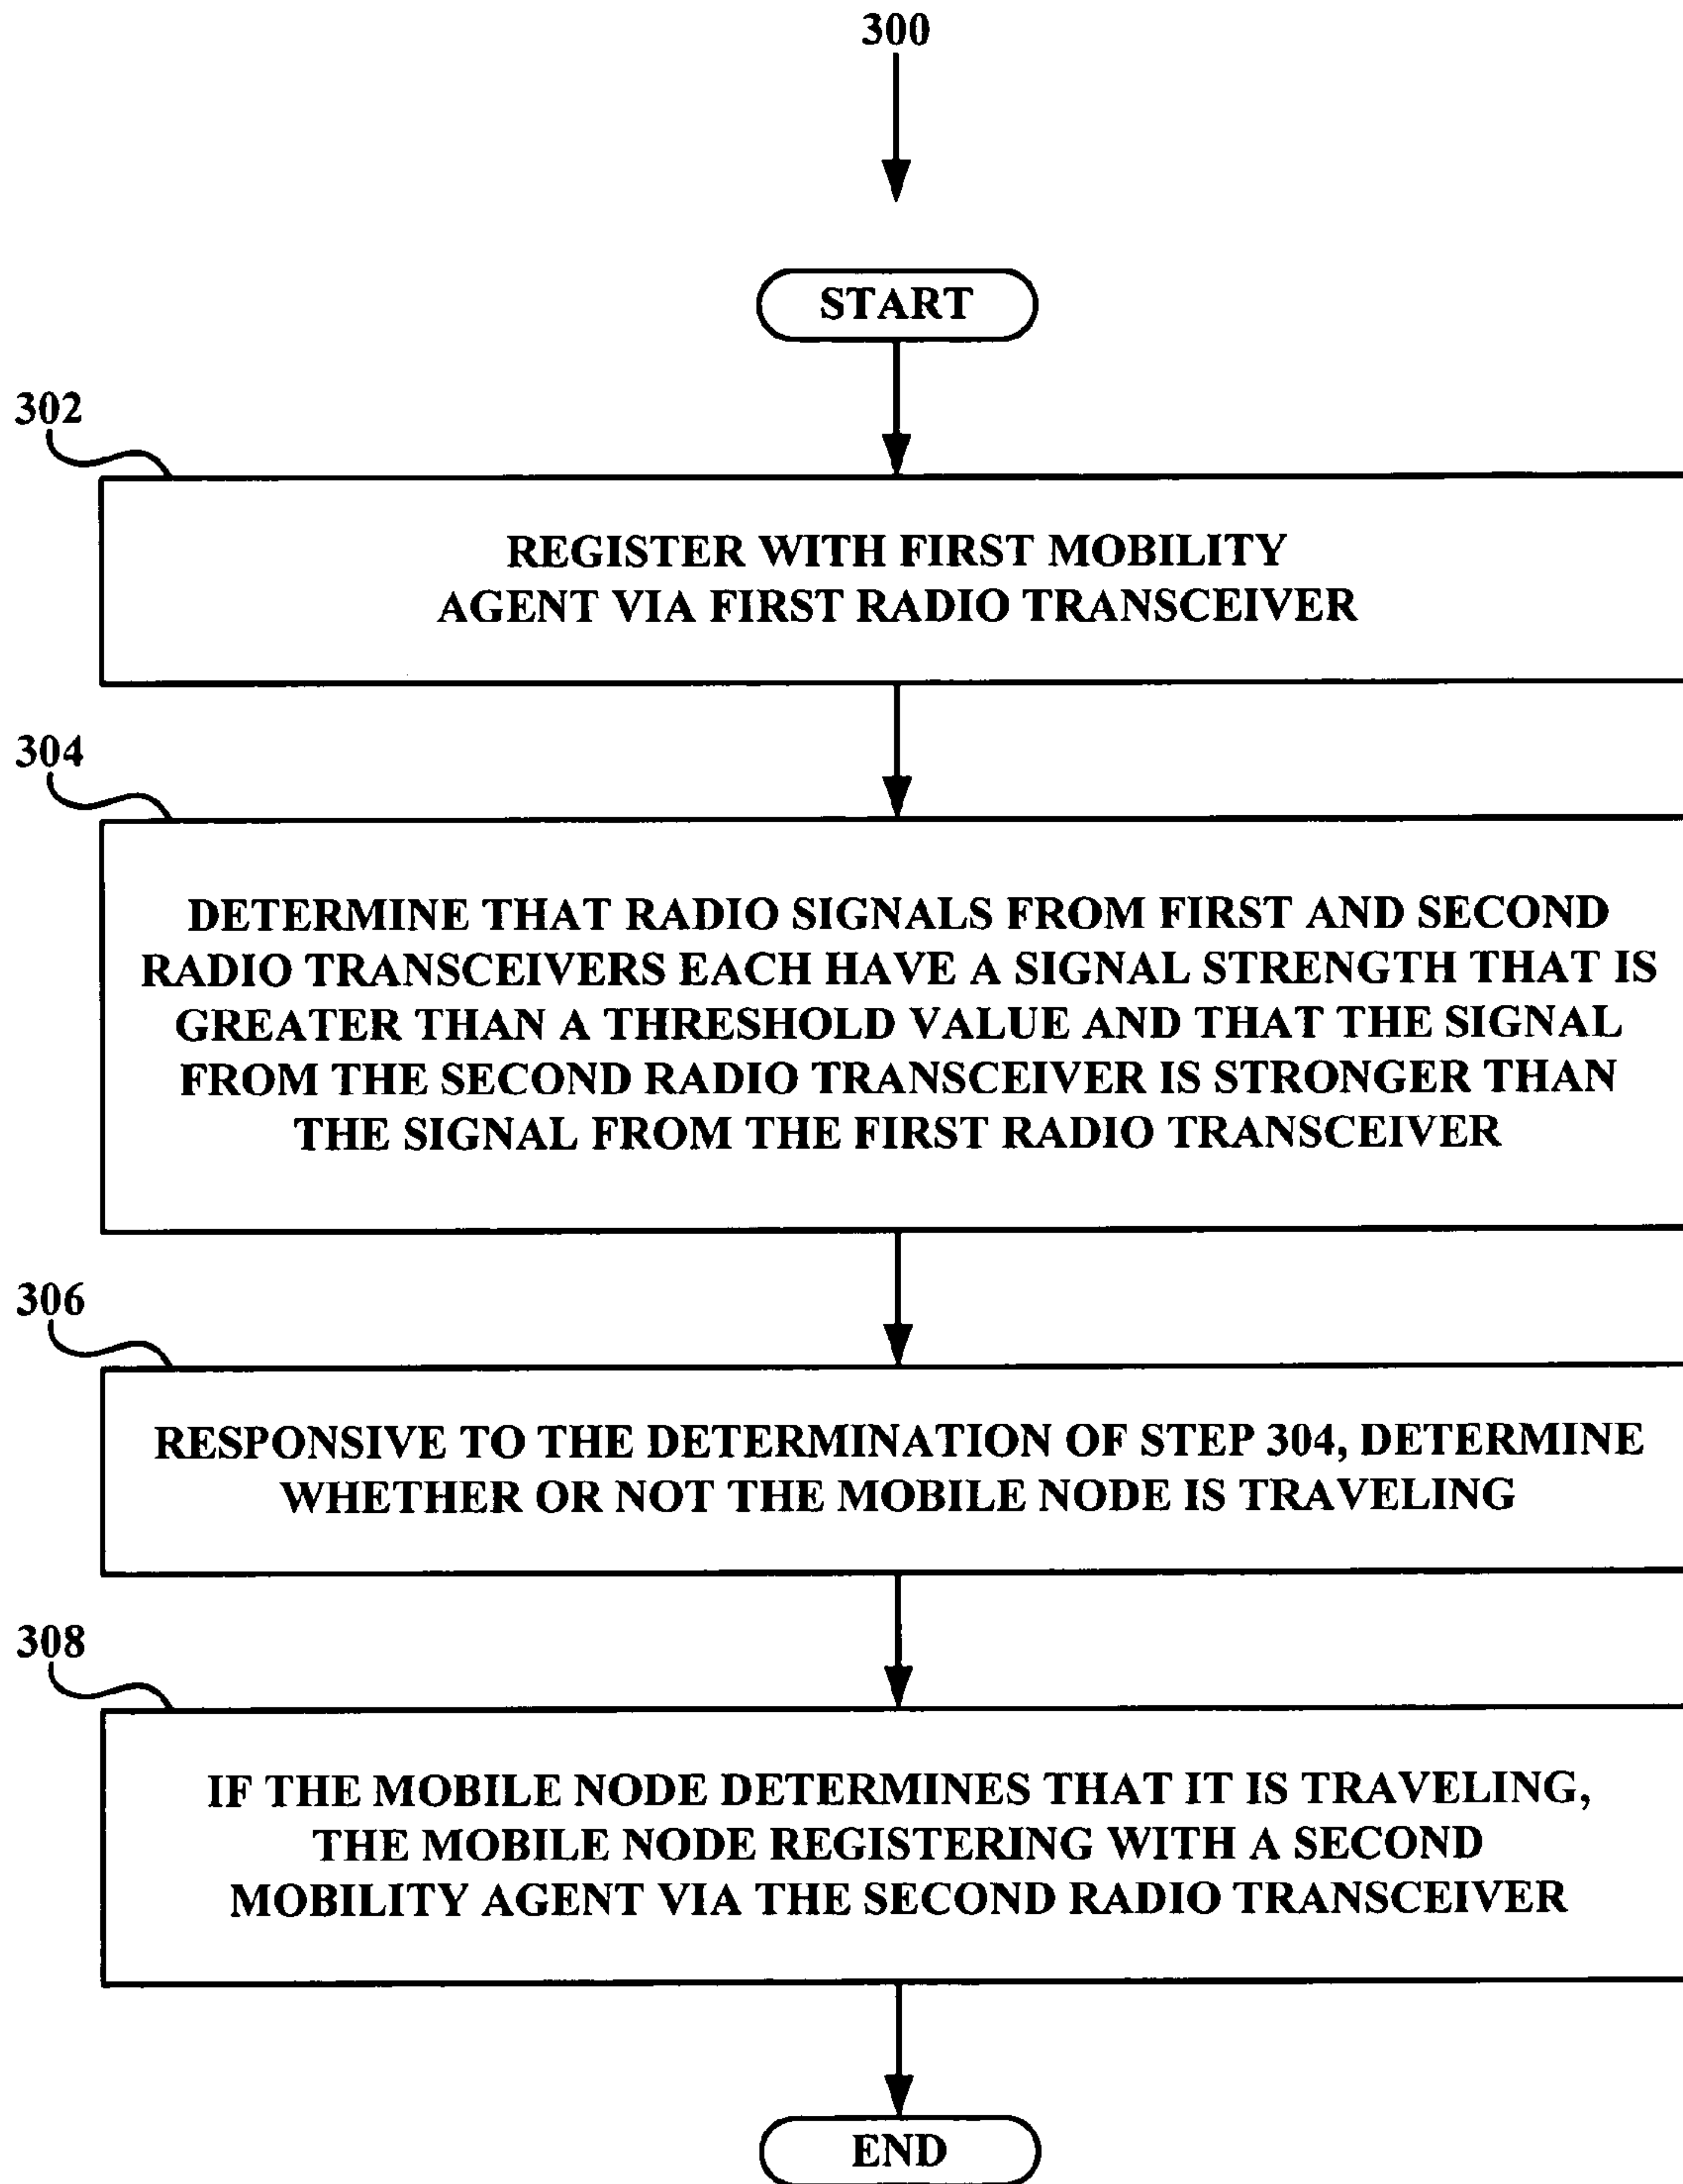 300
START
302
REGISTER WITH FIRST MOBILITY
AGENT VIA FIRST RADIO TRANSCEIVER
304
DETERMINE THAT RADIO SIGNALS FROM FIRST AND SECOND
RADIO TRANSCEIVERS EACH HAVE A SIGNAL STRENGTH THAT IS
GREATER THAN A THRESHOLD VALUE AND THAT THE SIGNAL
FROM THE SECOND RADIO TRANSCEIVER IS STRONGER THAN
THE SIGNAL FROM THE FIRST RADIO TRANSCEIVER
306
RESPONSIVE TO THE DETERMINATION OF STEP 304, DETERMINE
WHETHER OR NOT THE MOBILE NODE IS TRAVELING
308
IF THE MOBILE NODE DETERMINES THAT IT IS TRAVELING,
THE MOBILE NODE REGISTERING WITH A SECOND
MOBILITY AGENT VIA THE SECOND RADIO TRANSCEIVER
END